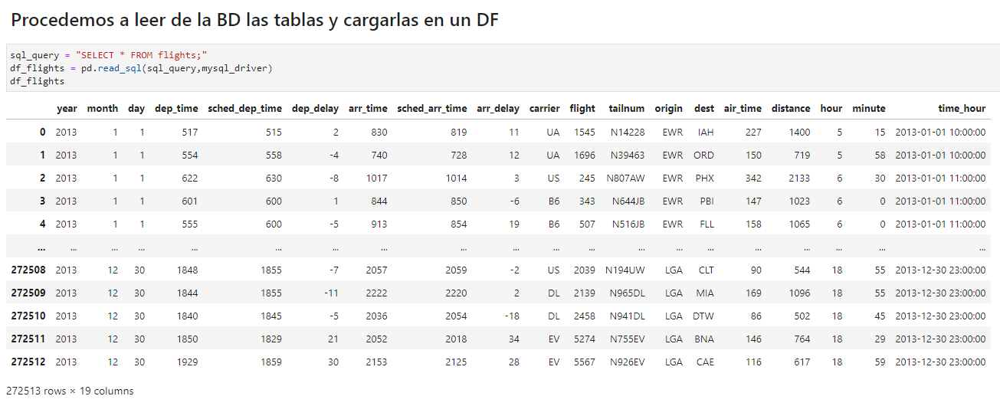 Procedemos a leer de la BD las tablas y cargarlas en un DF
sql_query = "SELECT * FROM flights;"
df_flights = pd.read_sql(sql_query,mysql_driver)
df_flights
year month day dep_time sched_dep_time dep_delay arr_time sched_arr_time arr_delay carrier flight tailnum origin dest air_time distance hour minute time_hour
0 2013 1 1 517 515 2 830 819 11 UA 1545 N14228 EWR IAH 227 1400 5 15 2013-01-01 10:00:00
1 2013 1 1 554 558 -4 740 728 12 UA 1696 N39463 EWR ORD 150 719 5 58 2013-01-01 10:00:00
2 2013 1 1 622 630 -8 1017 1014 3 US 245 N807AW EWR PHX 342 2133 6 30 2013-01-01 11:00:00
3 2013 1 1 601 600 1 844 850 -6 B6 343 N644JB EWR PBI 147 1023 6 0 2013-01-01 11:00:00
4 2013 1 1 555 600 -5 913 854 19 B6 507 N516JB EWR FLL 158 1065 6 0 2013-01-01 11:00:00
... ... ... ... ... ... ... ... ... ... ... ... ... ... ... ... ... ... ... ...
272508 2013 12 30 1848 1855 -7 2057 2059 -2 US 2039 N194UW LGA CLT 90 544 18 55 2013-12-30 23:00:00
272509 2013 12 30 1844 1855 -11 2222 2220 2 DL 2139 N965DL LGA MIA 169 1096 18 55 2013-12-30 23:00:00
272510 2013 12 30 1840 1845 -5 2036 2054 -18 DL 2458 N941DL LGA DTW 86 502 18 45 2013-12-30 23:00:00
272511 2013 12 30 1850 1829 21 2052 2018 34 EV 5274 N755EV LGA BNA 146 764 18 29 2013-12-30 23:00:00
272512 2013 12 30 1929 1859 30 2153 2125 28 EV 5567 N926EV LGA CAE 116 617 18 59 2013-12-30 23:00:00
272513 rows × 19 columns